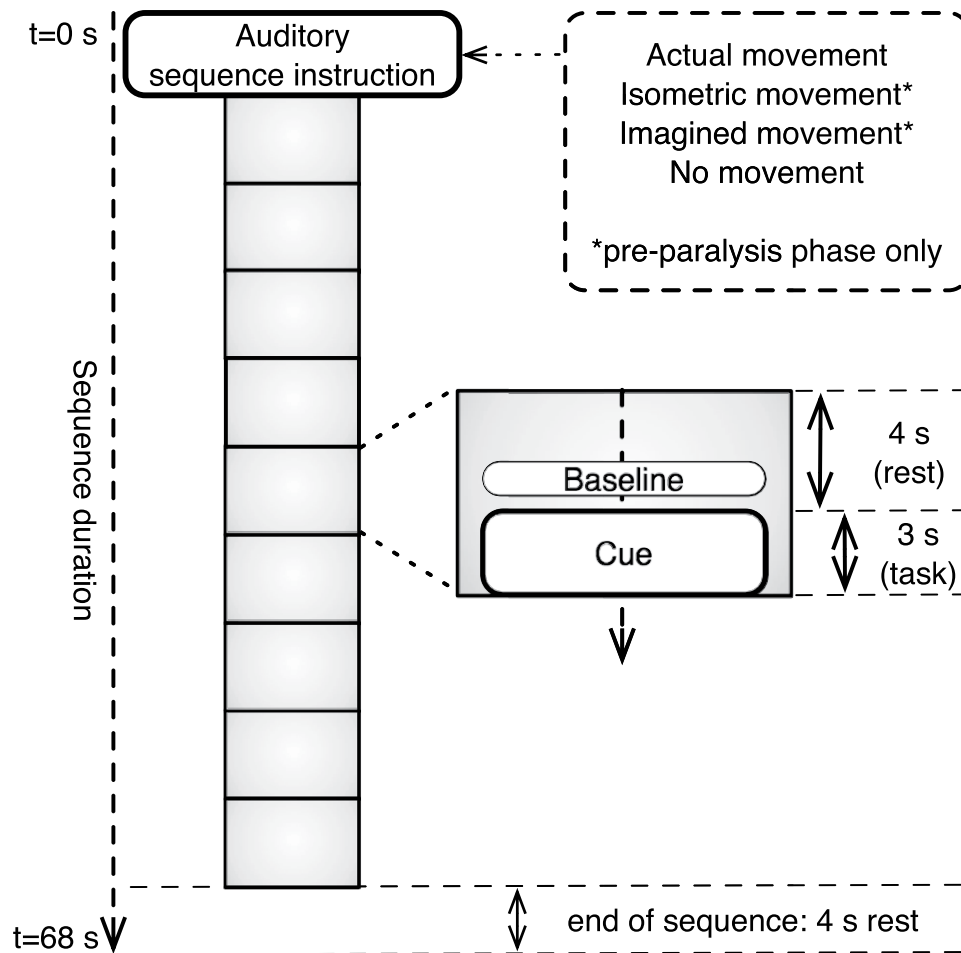 t=0 s
Auditory
sequence instruction
Actual movement
Isometric movement*
Imagined movement*
No movement
*pre-paralysis phase only
Sequence duration
Baseline
Cue
4 s
(rest)
3 s
(task)
end of sequence: 4 s rest
t=68 s